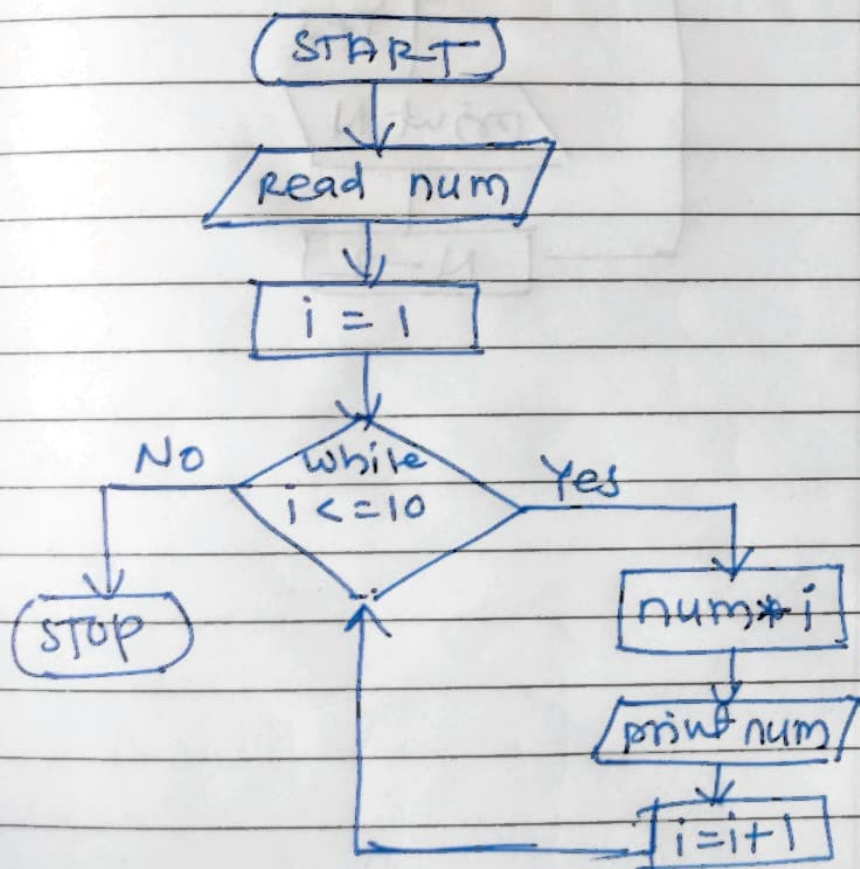 START
Read num
i = 1
while
i <= 10
No
Yes
STOP
num * i
print num
i = i + 1